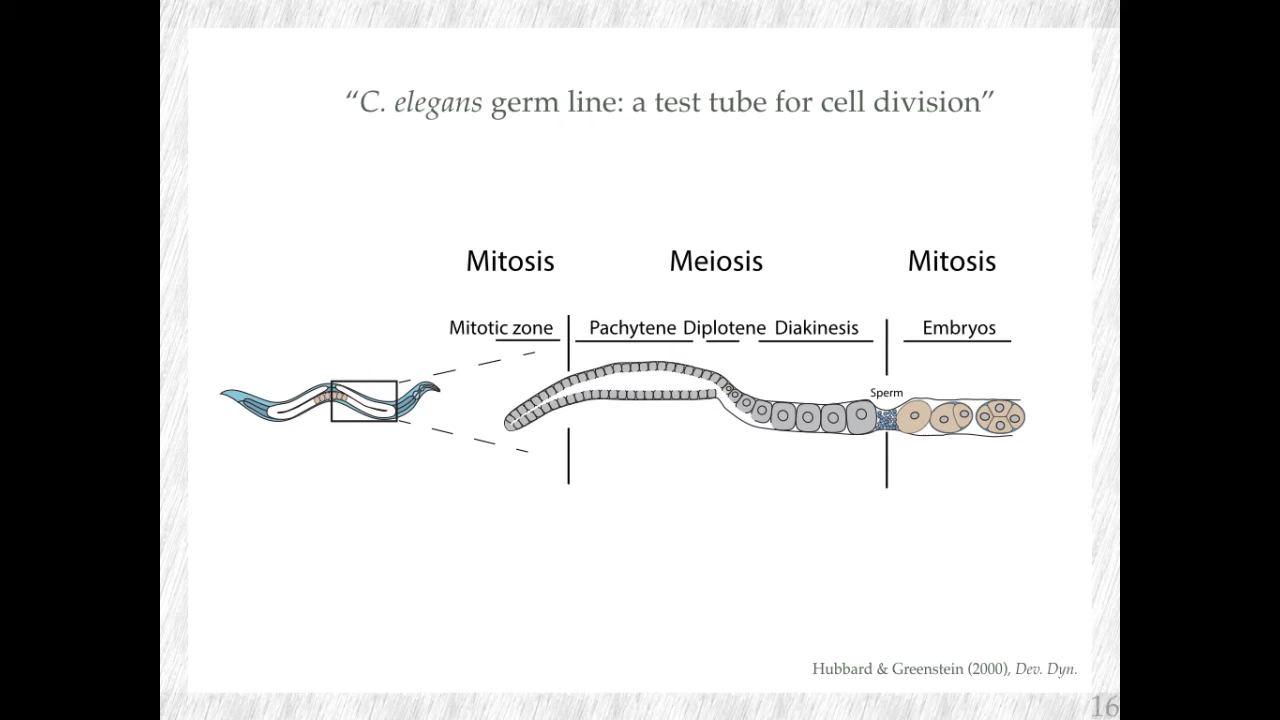 “C. elegans germ line: a test tube for cell division”
Mitosis Meiosis Mitosis
Mitotic zone Pachytene Diplotene Diakinesis Embryos
Sperm
Hubbard & Greenstein (2000), Dev. Dyn.
16